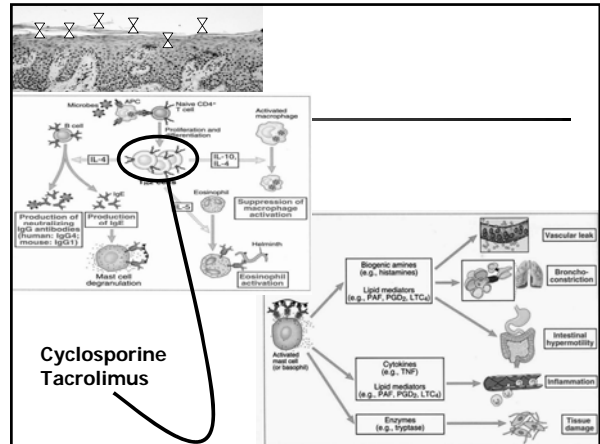 Microbes
APC
Naive CD4+
T cell
Activated
macrophage
B cell
Proliferation and
differentiation
IL-4
IL-10,
IL-4
IgE
IL-5
Eosinophil
Production of
neutralizing
IgG antibodies
(human: IgG4;
mouse: IgG1)
Production
of IgE
Suppression of
macrophage
activation
Helminth
Mast cell
degranulation
Eosinophil
activation
Cyclosporine
Tacrolimus
Activated
mast cell
(or basophil)
Biogenic amines
(e.g., histamines)
Lipid mediators
(e.g., PAF, PGD2, LTC4)
Cytokines
(e.g., TNF)
Lipid mediators
(e.g., PAF, PGD2, LTC4)
Enzymes
(e.g., tryptase)
Vascular leak
Broncho-
constriction
Intestinal
hypermotility
Inflammation
Tissue
damage